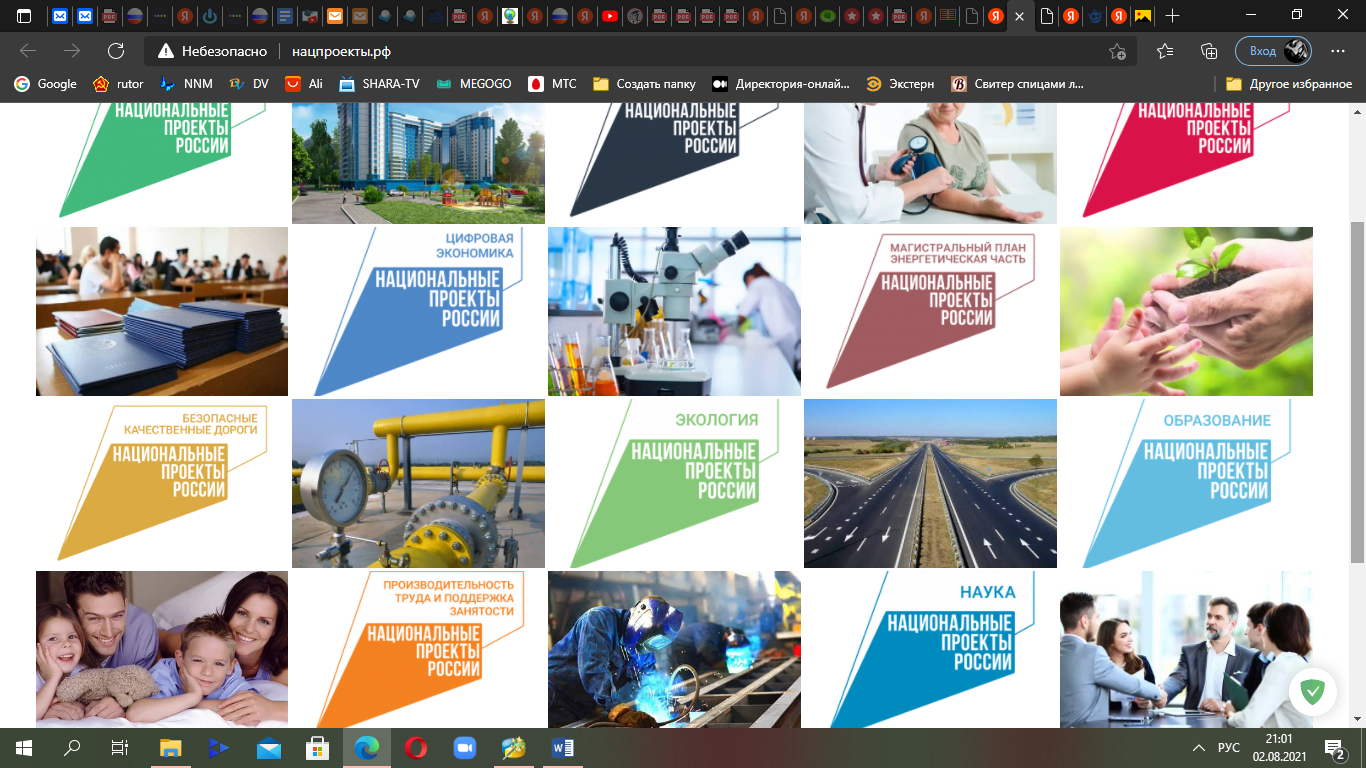 Небезопасно
нацпроекты.рф
Вход
Google
rutor
NNM
DV
Ali
SHARA-TV
MEGOGO
МТС
Создать папку
Директория-онлай...
Экстерн
Свитер спицами л...
Другое избранное
НАЦИОНАЛЬНЫЕ
ПРОЕКТЫ
РОССИИ
НАЦИОНАЛЬНЫЕ
ПРОЕКТЫ
РОССИИ
НАЦИОНАЛЬНЫЕ
ПРОЕКТЫ
РОССИИ
ЦИФРОВАЯ
ЭКОНОМИКА
НАЦИОНАЛЬНЫЕ
ПРОЕКТЫ
РОССИИ
МАГИСТРАЛЬНЫЙ ПЛАН
ЭНЕРГЕТИЧЕСКАЯ ЧАСТЬ
НАЦИОНАЛЬНЫЕ
ПРОЕКТЫ
РОССИИ
БЕЗОПАСНЫЕ
КАЧЕСТВЕННЫЕ ДОРОГИ
НАЦИОНАЛЬНЫЕ
ПРОЕКТЫ
РОССИИ
ЭКОЛОГИЯ
НАЦИОНАЛЬНЫЕ
ПРОЕКТЫ
РОССИИ
ОБРАЗОВАНИЕ
НАЦИОНАЛЬНЫЕ
ПРОЕКТЫ
РОССИИ
ПРОИЗВОДИТЕЛЬНОСТЬ
ТРУДА И ПОДДЕРЖКА
ЗАНЯТОСТИ
НАЦИОНАЛЬНЫЕ
ПРОЕКТЫ
РОССИИ
НАУКА
НАЦИОНАЛЬНЫЕ
ПРОЕКТЫ
РОССИИ
РУС
21:01
02.08.2021
2